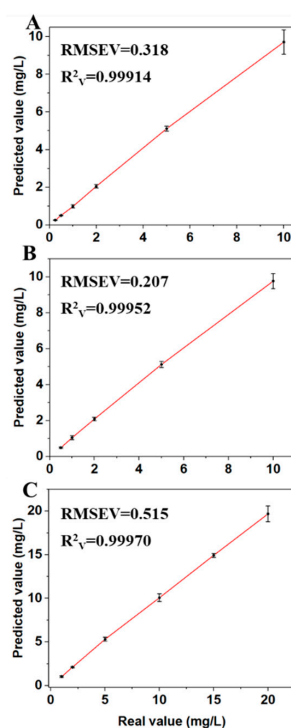 A
RMSEV=0.318
R²ᵥ=0.99914
Predicted value (mg/L)
10
8
6
4
2
0
0 2 4 6 8 10
B
RMSEV=0.207
R²ᵥ=0.99952
Predicted value (mg/L)
10
8
6
4
2
0
0 2 4 6 8 10
C
RMSEV=0.515
R²ᵥ=0.99970
Predicted value (mg/L)
20
15
10
5
0
0 5 10 15 20
Real value (mg/L)